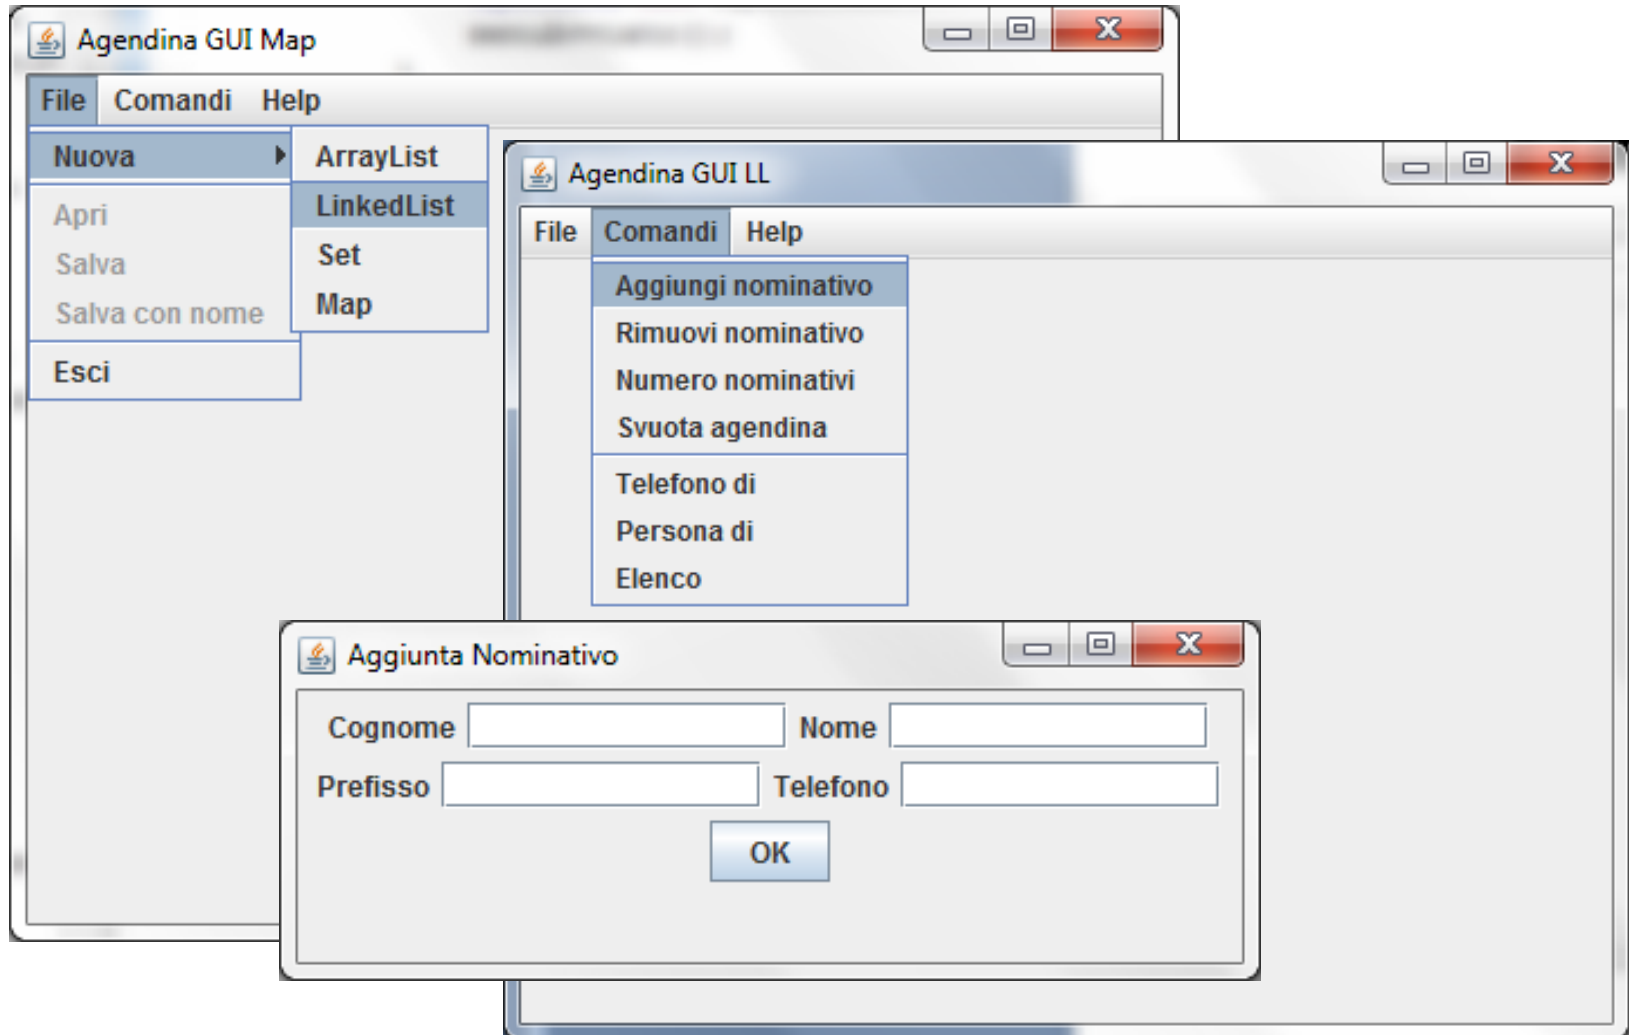 Agendina GUI Map
File Comandi Help
Nuova
Apri
Salva
Salva con nome
Esci
ArrayList
LinkedList
Set
Map
Agendina GUI LL
File Comandi Help
Aggiungi nominativo
Rimuovi nominativo
Numero nominativi
Svuota agendina
Telefono di
Persona di
Elenco
Aggiunta Nominativo
Cognome Nome
Prefisso Telefono
OK